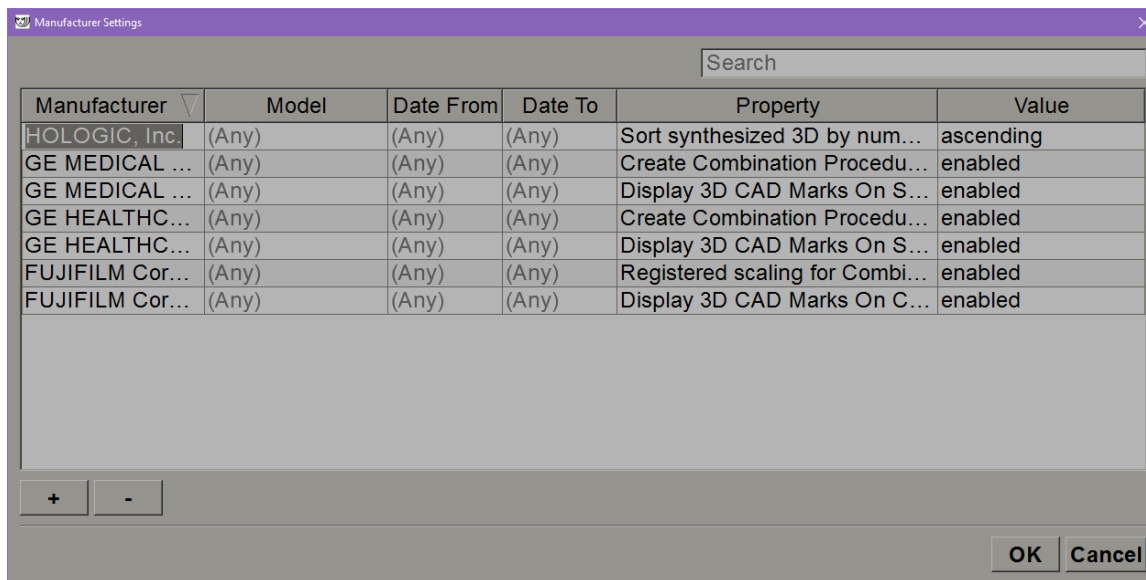 Manufacturer Settings
Search
Manufacturer Model Date From Date To Property Value
HOLOGIC, Inc. (Any) (Any) (Any) Sort synthesized 3D by num... ascending
GE MEDICAL ... (Any) (Any) (Any) Create Combination Procedu... enabled
GE MEDICAL ... (Any) (Any) (Any) Display 3D CAD Marks On S... enabled
GE HEALTHC... (Any) (Any) (Any) Create Combination Procedu... enabled
GE HEALTHC... (Any) (Any) (Any) Display 3D CAD Marks On S... enabled
FUJIFILM Cor... (Any) (Any) (Any) Registered scaling for Combi... enabled
FUJIFILM Cor... (Any) (Any) (Any) Display 3D CAD Marks On C... enabled
+ -
OK Cancel